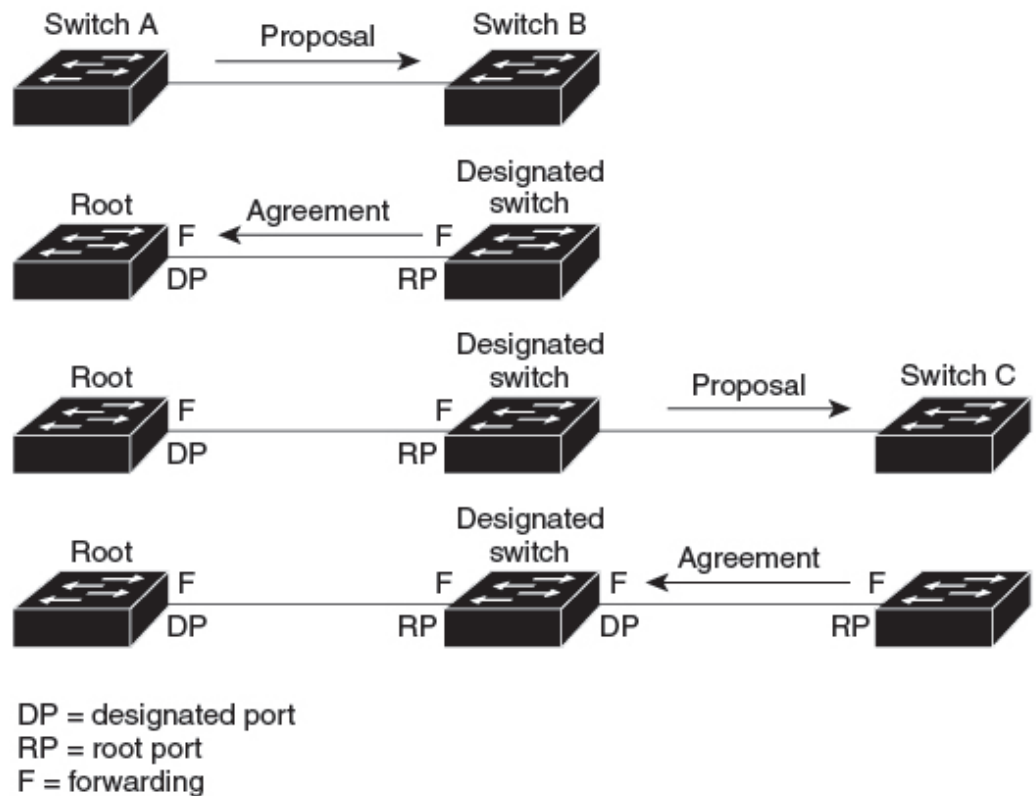 Switch A
Proposal
Switch B
Root
Agreement
Designated
switch
F
F
DP
RP
Root
Designated
switch
Proposal
Switch C
F
F
DP
RP
Root
Designated
switch
Agreement
F
F
F
F
DP
RP
DP
RP
DP = designated port
RP = root port
F = forwarding